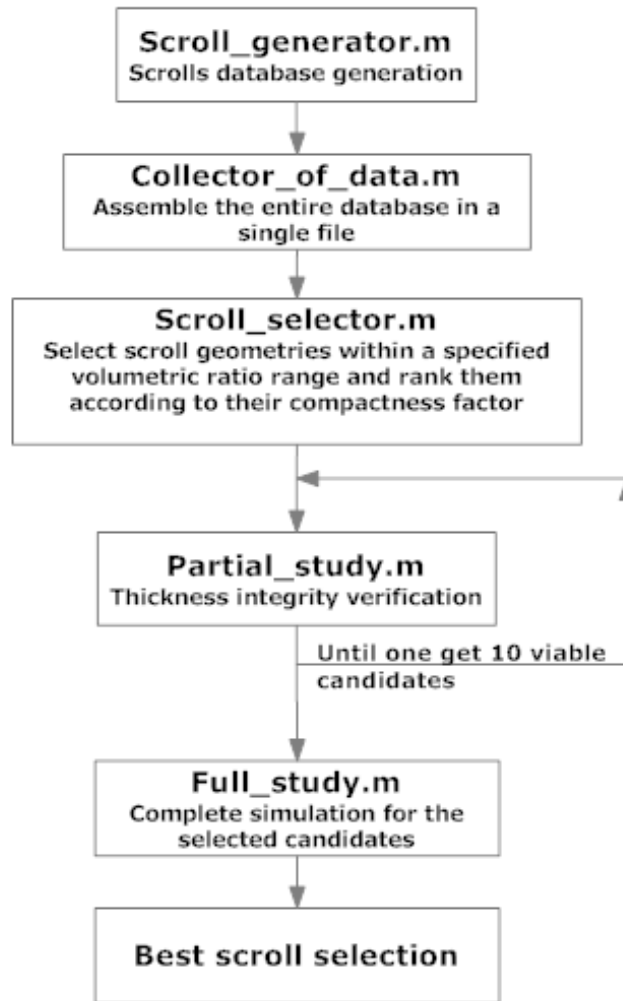 Scroll_generator.m
Scrolls database generation
Collector_of_data.m
Assemble the entire database in a
single file
Scroll_selector.m
Select scroll geometries within a specified
volumetric ratio range and rank them
according to their compactness factor
Partial_study.m
Thickness integrity verification
Until one get 10 viable
candidates
Full_study.m
Complete simulation for the
selected candidates
Best scroll selection